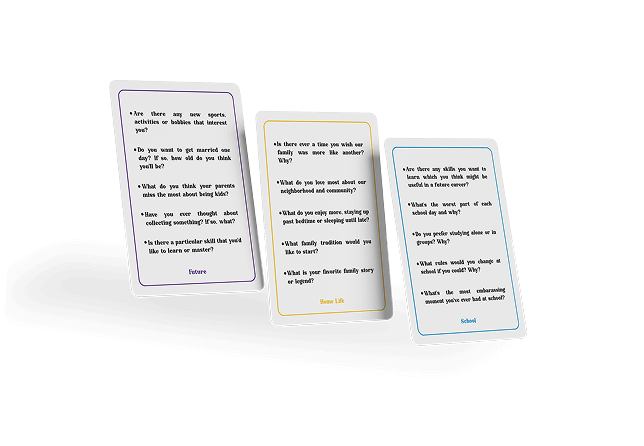 •Are there any new sports, 
activities or hobbies that interest
you?
•Do you want to get married one
day? If so, how old do you think
you'll be?
•What do you think your parents
miss the most about being kids?
•Have you ever thought about
collecting something? If so, what?
•Is there a particular skill that you'd
like to learn or master?
Future
•Is there ever a time you wish our
family was more like another?
Why?
•What do you love most about our
neighborhood and community?
•What do you enjoy more, staying up
past bedtime or sleeping until late?
•What family tradition would you
like to start?
•What is your favorite family story
or legend?
Home Life
•Are there any skills you want to
learn which you think might be
useful in a future career?
•What's the worst part of each
school day and why?
•Do you prefer studying alone or in
groups? Why?
•What rules would you change at
school if you could? Why?
•What's the most embarassing
moment you've ever had at school?
School